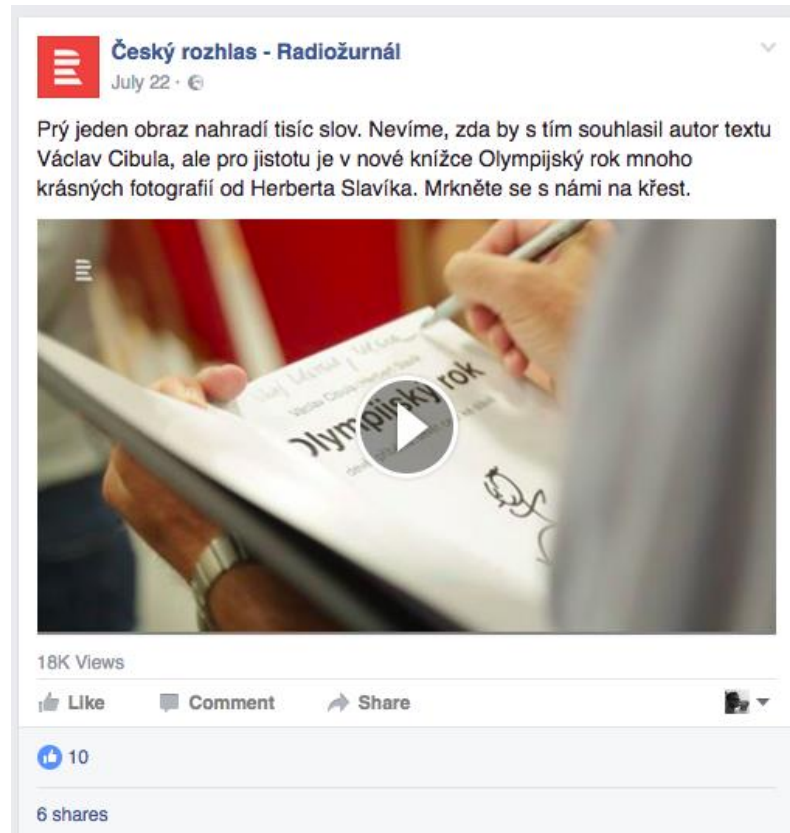 Český rozhlas - Radiožurnál
July 22 ·
Prý jeden obraz nahradí tisíc slov. Nevíme, zda by s tím souhlasil autor textu
Václav Cibula, ale pro jistotu je v nové knížce Olympijský rok mnoho
krásných fotografií od Herberta Slavíka. Mrkněte se s námi na křest.
Olympijský rok
18K Views
Like Comment Share
10
6 shares